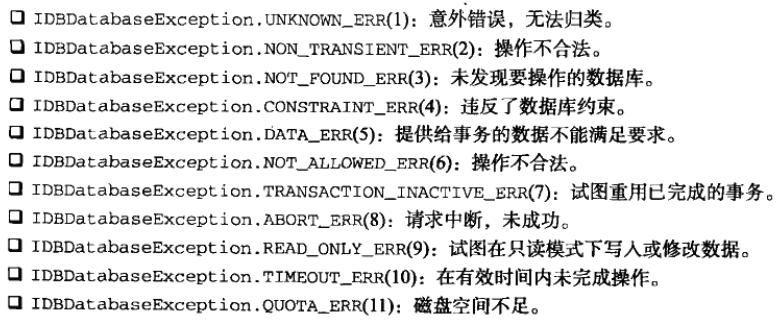 ❑ IDBDatabaseException.UNKNOWN_ERR(1)：意外错误，无法归类。
❑ IDBDatabaseException.NON_TRANSIENT_ERR(2)：操作不合法。
❑ IDBDatabaseException.NOT_FOUND_ERR(3)：未发现要操作的数据库。
❑ IDBDatabaseException.CONSTRAINT_ERR(4)：违反了数据库约束。
❑ IDBDatabaseException.DATA_ERR(5)：提供给事务的数据不能满足要求。
❑ IDBDatabaseException.NOT_ALLOWED_ERR(6)：操作不合法。
❑ IDBDatabaseException.TRANSACTION_INACTIVE_ERR(7)：试图重用已完成的事务。
❑ IDBDatabaseException.ABORT_ERR(8)：请求中断，未成功。
❑ IDBDatabaseException.READ_ONLY_ERR(9)：试图在只读模式下写入或修改数据。
❑ IDBDatabaseException.TIMEOUT_ERR(10)：在有效时间内未完成操作。
❑ IDBDatabaseException.QUOTA_ERR(11)：磁盘空间不足。